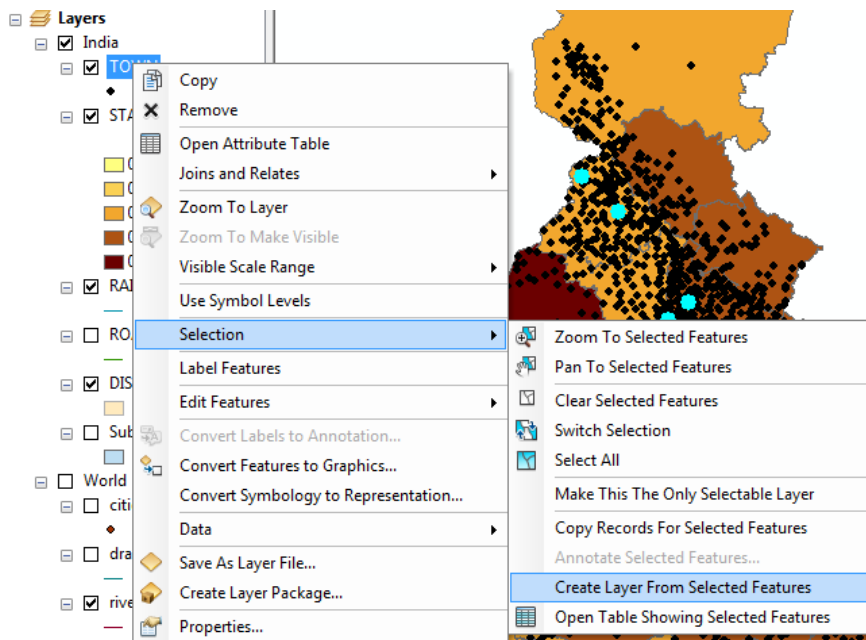 Layers
India
TOWN
STA
0
0
0
0
0
RAI
RO
DIS
Sub
World
citi
dra
rive
Copy
Remove
Open Attribute Table
Joins and Relates
Zoom To Layer
Zoom To Make Visible
Visible Scale Range
Use Symbol Levels
Selection
Label Features
Edit Features
Convert Labels to Annotation...
Convert Features to Graphics...
Convert Symbology to Representation...
Data
Save As Layer File...
Create Layer Package...
Properties...
Zoom To Selected Features
Pan To Selected Features
Clear Selected Features
Switch Selection
Select All
Make This The Only Selectable Layer
Copy Records For Selected Features
Annotate Selected Features...
Create Layer From Selected Features
Open Table Showing Selected Features